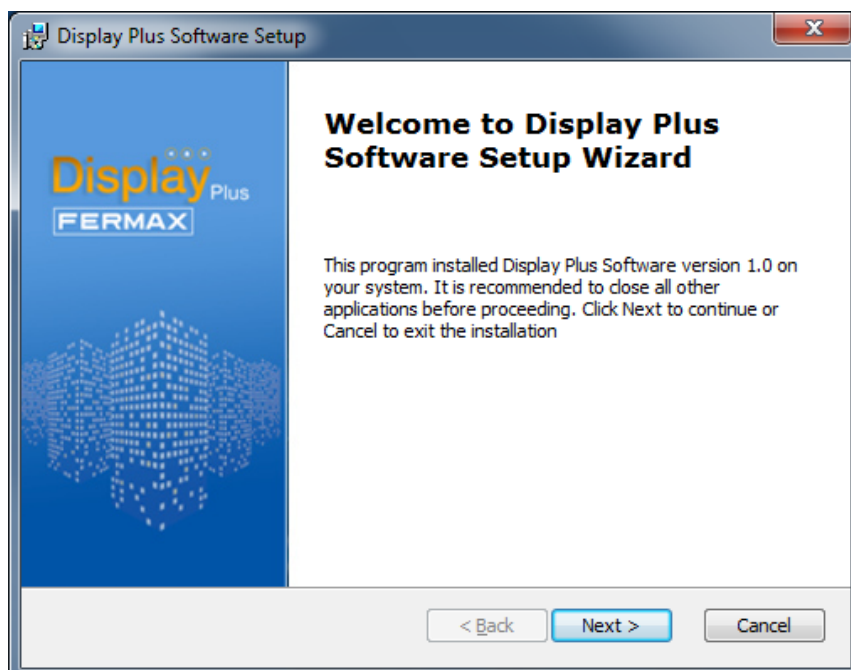 Display Plus Software Setup
Display Plus
FERMAX
Welcome to Display Plus
Software Setup Wizard
This program installed Display Plus Software version 1.0 on
your system. It is recommended to close all other
applications before proceeding. Click Next to continue or
Cancel to exit the installation
< Back
Next >
Cancel